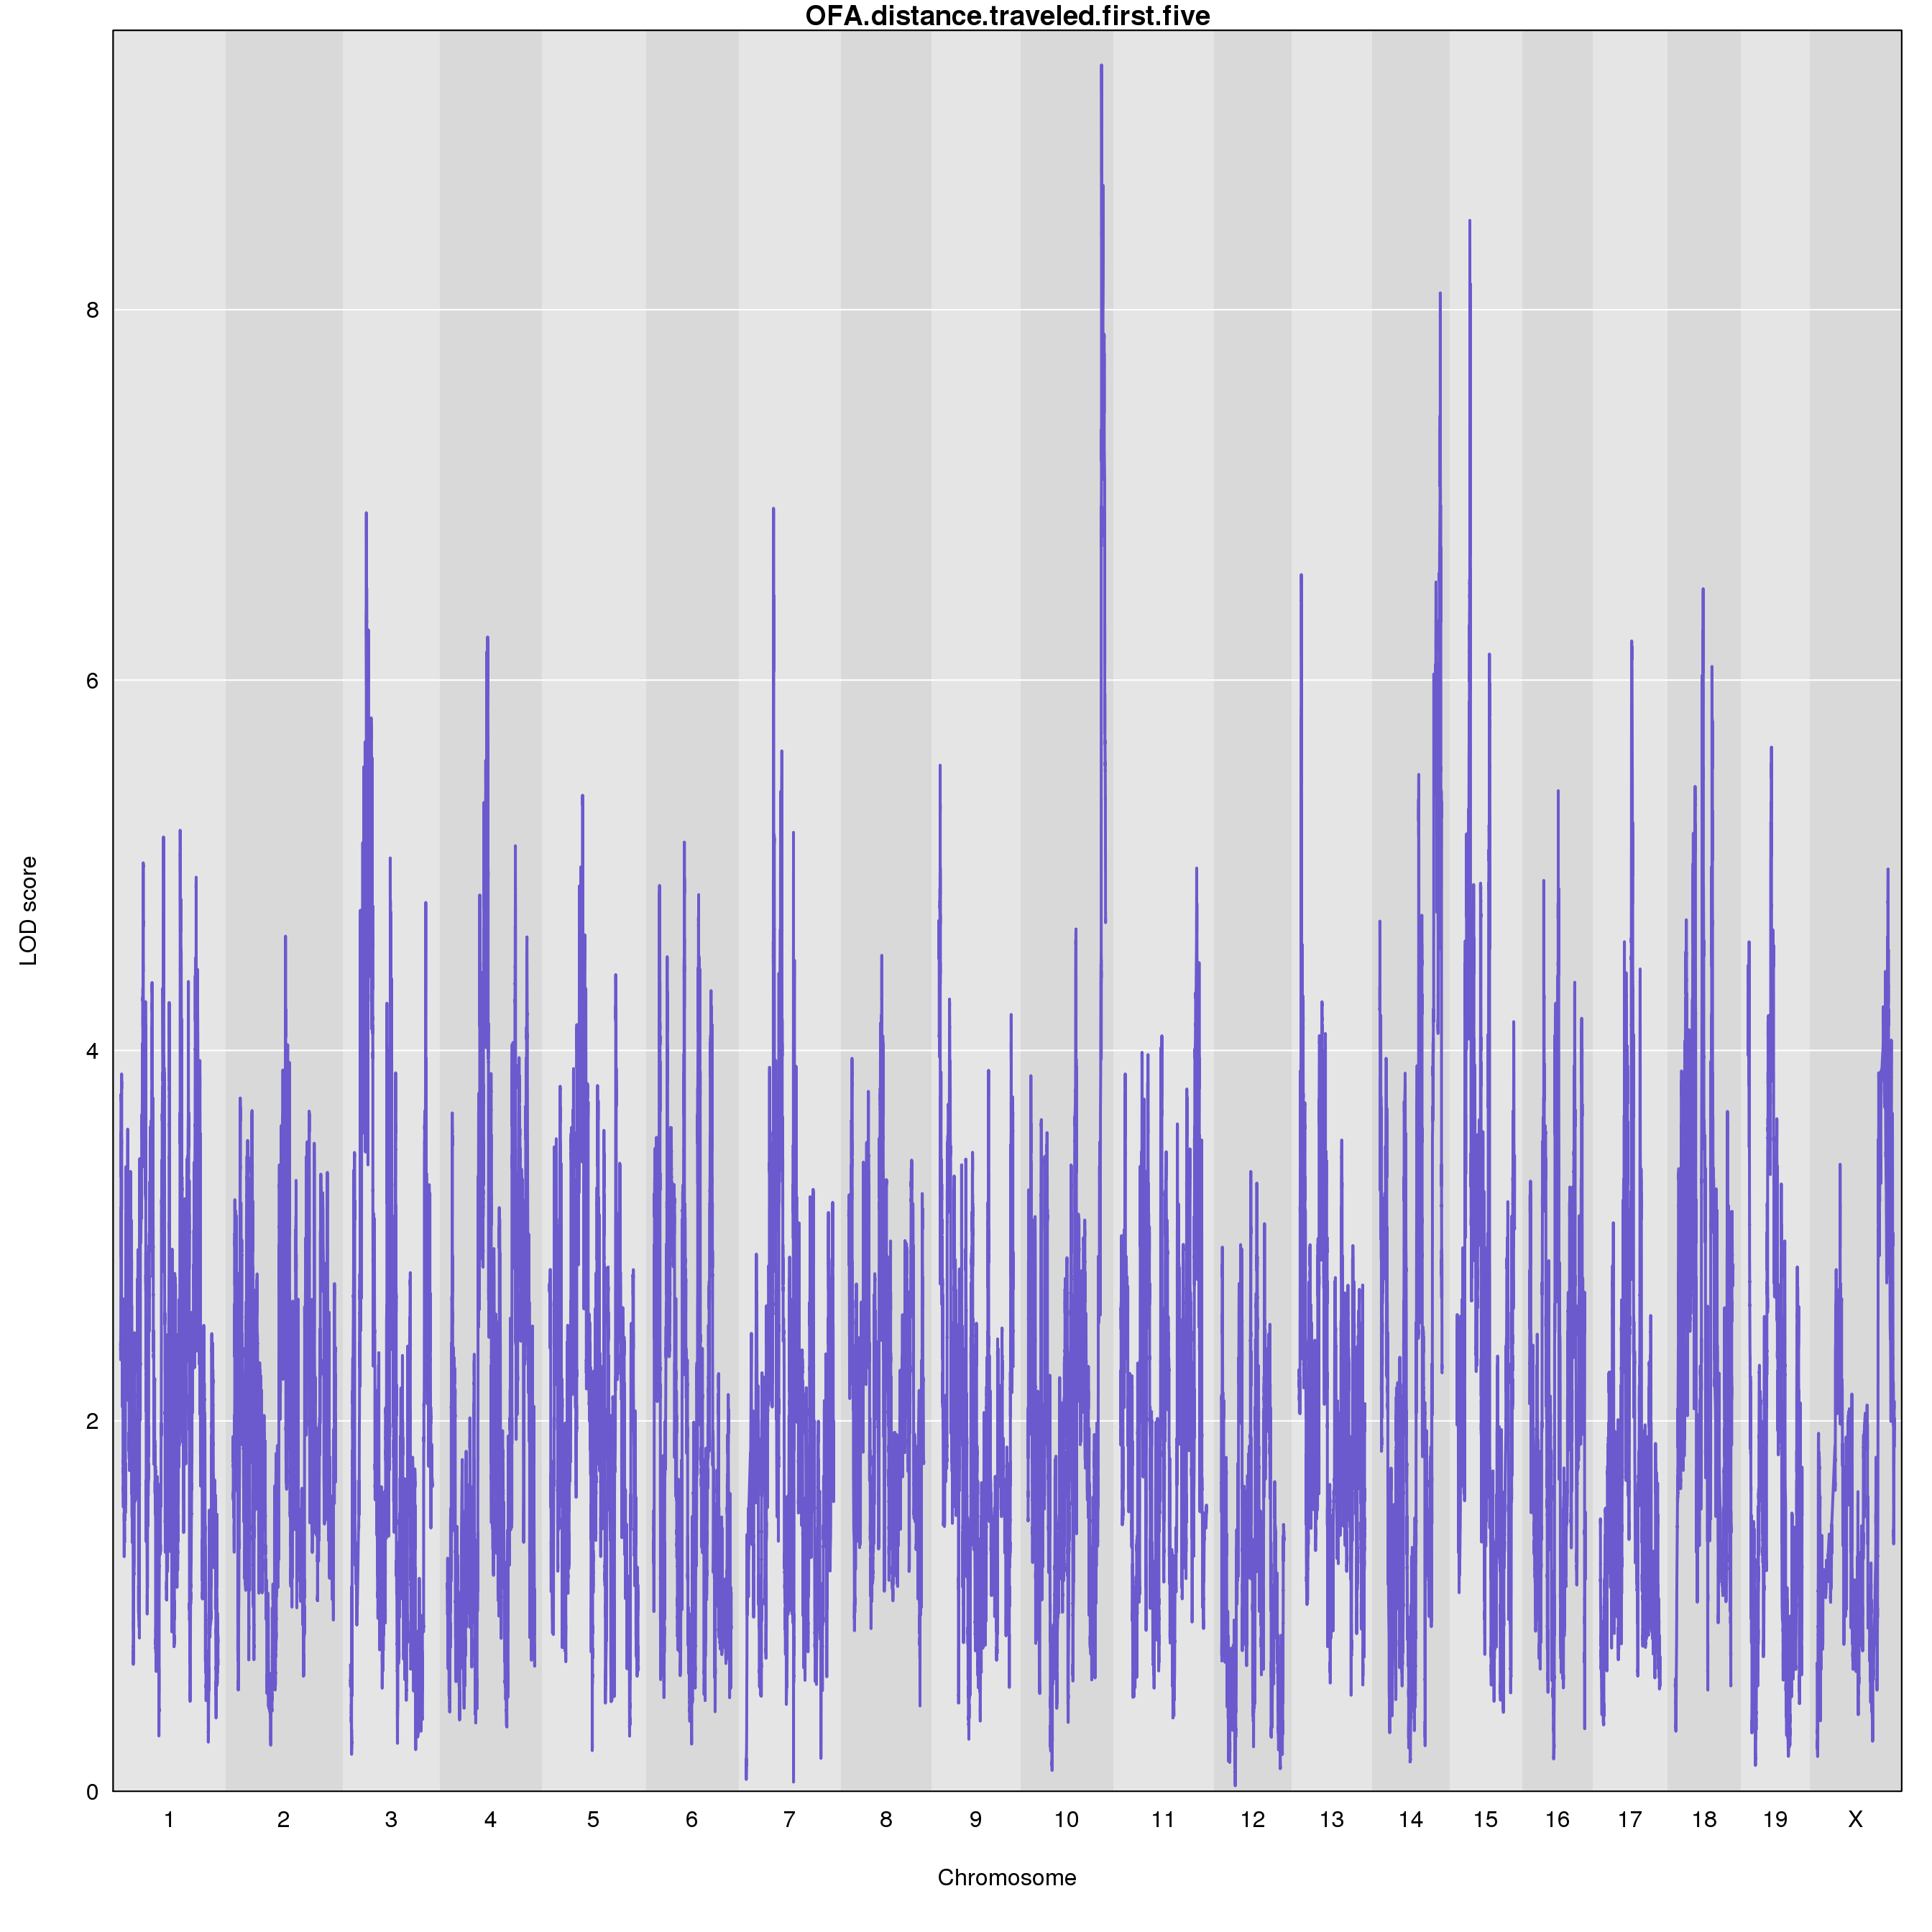 OFA.distance.traveled.first.five
LOD score
8
6
4
2
0
1 2 3 4 5 6 7 8 9 10 11 12 13 14 15 16 17 18 19 X
Chromosome